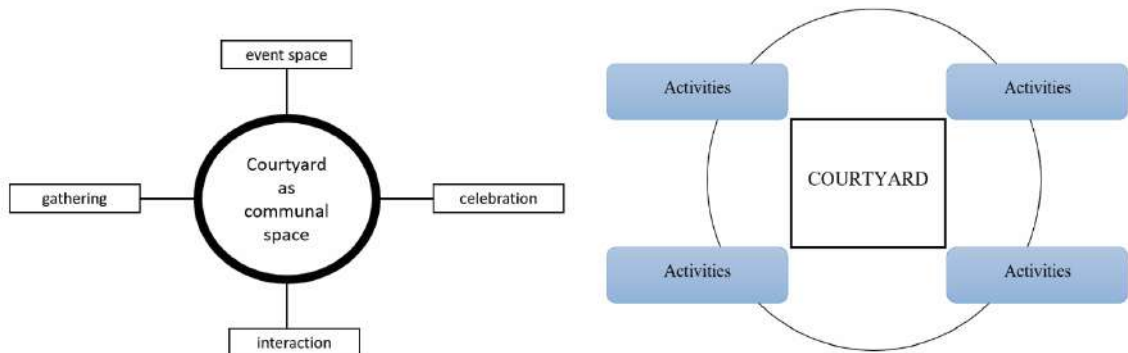 event space
Courtyard
as
communal
space
gathering
celebration
interaction
Activities
Activities
COURTYARD
Activities
Activities